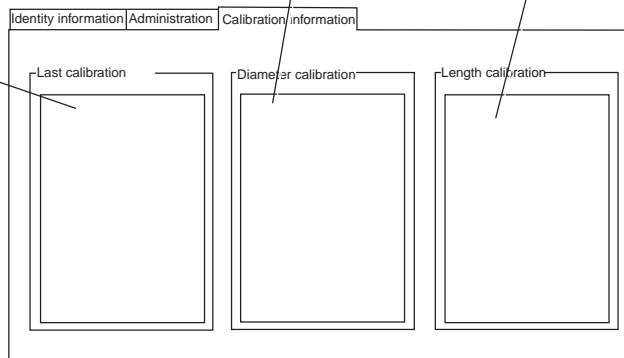 Identity information Administration Calibration information
Last calibration Diameter calibration Length calibration